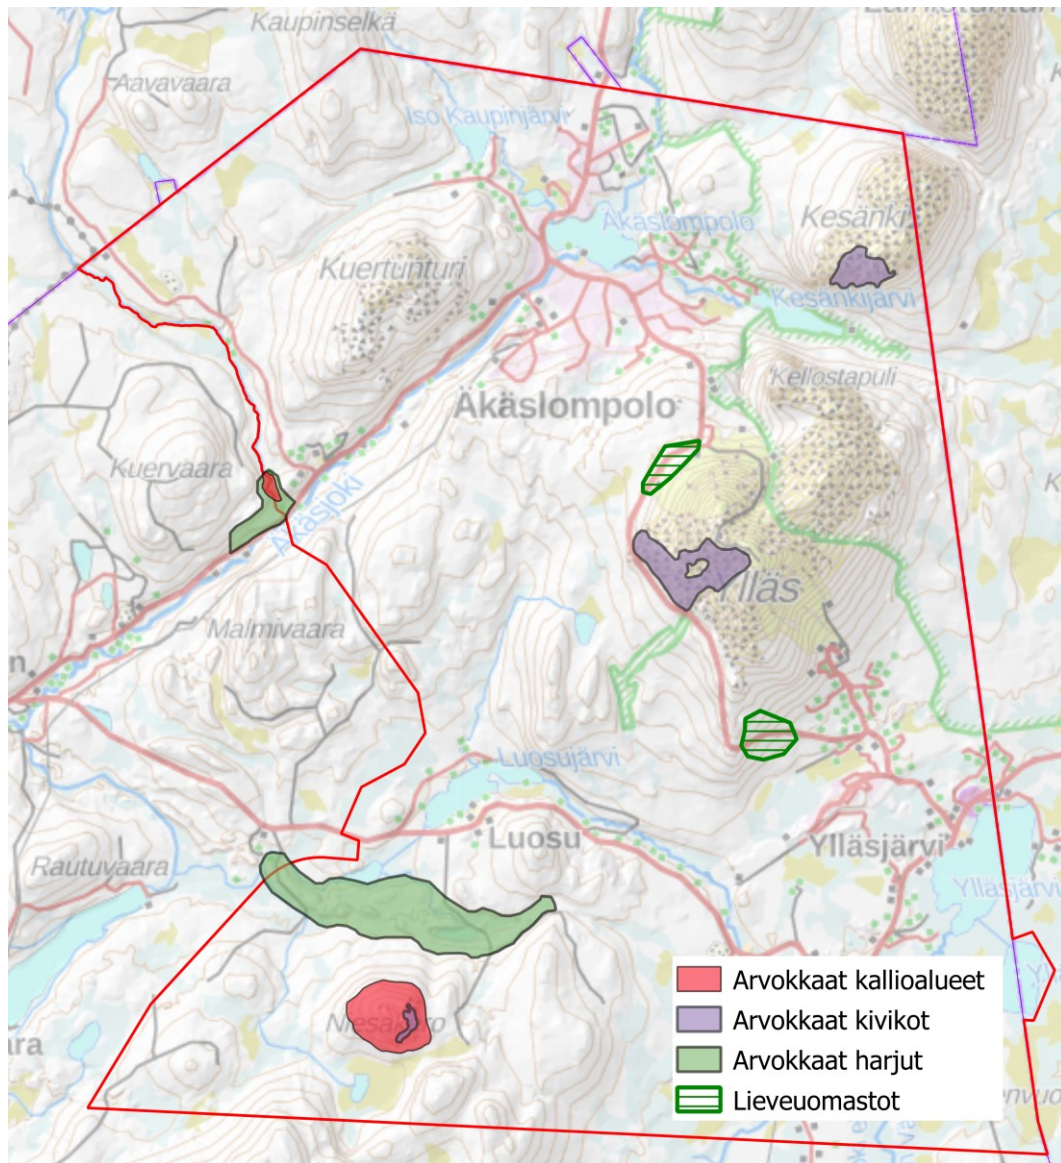 Kaupinselkä
Aavavaara
Iso Kaupinjärvi
Kesänki
Äkäslompolo
Kuertunturi
Kesänkijärvi
Kellostapuli
Äkäslompolo
Kuervaara
Äkäsjoki
Ylläs
Malmivaara
Luosujärvi
Luosu
Ylläsjärvi
Rautuvaara
Ylläsjärvi
Arvokkaat kallioalueet
Arvokkaat kivikot
Arvokkaat harjut
Lieveuomastot